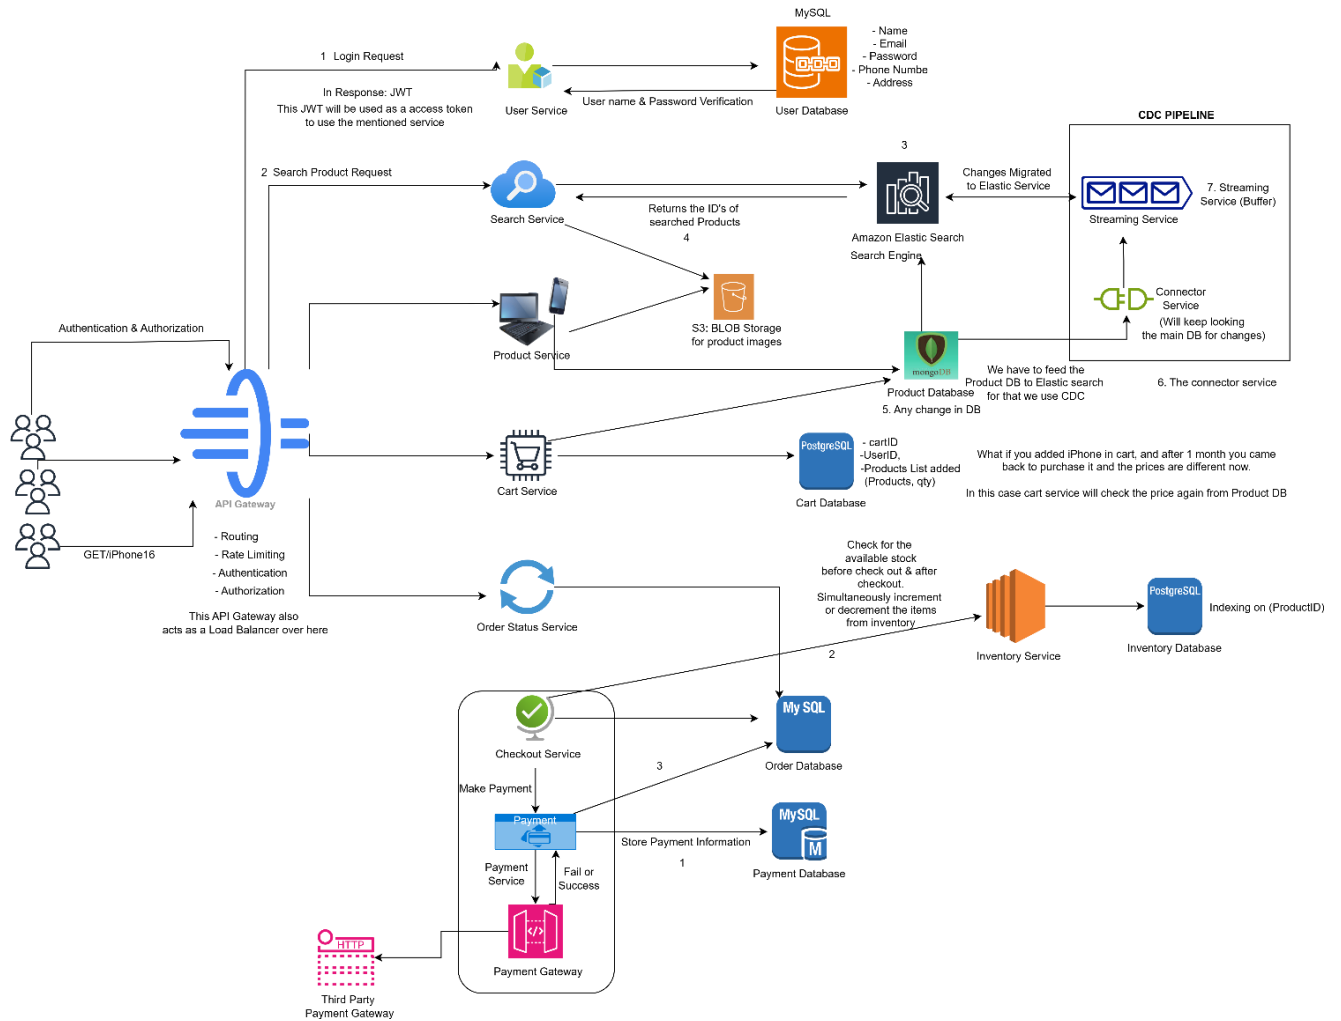 MySQL
- Name
- Email
- Password
- Phone Numbe
- Address
1 Login Request
In Response: JWT
This JWT will be used as a access token
to use the mentioned service
User Service
User name & Password Verification
User Database
CDC PIPELINE
3
2 Search Product Request
Search Service
Returns the ID's of
searched Products
4
Amazon Elastic Search
Search Engine
Changes Migrated
to Elastic Service
Streaming Service
7. Streaming
Service (Buffer)
Connector
Service
(Will keep looking
the main DB for changes)
6. The connector service
S3: BLOB Storage
for product images
Product Service
mongoDB
Product Database
5. Any change in DB
We have to feed the
Product DB to Elastic search
for that we use CDC
Authentication & Authorization
API Gateway
GET/iPhone16
- Routing
- Rate Limiting
- Authentication
- Authorization
This API Gateway also
acts as a Load Balancer over here
Cart Service
PostgreSQL
Cart Database
- cartID
-UserID,
-Products List added
(Products, qty)
What if you added iPhone in cart, and after 1 month you came
back to purchase it and the prices are different now.
In this case cart service will check the price again from Product DB
Order Status Service
Check for the
available stock
before check out & after
checkout.
Simultaneously increment
or decrement the items
from inventory
2
Inventory Service
PostgreSQL
Inventory Database
Indexing on (ProductID)
Checkout Service
My SQL
Order Database
3
Make Payment
Payment
Store Payment Information
1
MySQL
M
Payment Database
Payment
Service
Fail or
Success
</>
Payment Gateway
HTTP
Third Party
Payment Gateway